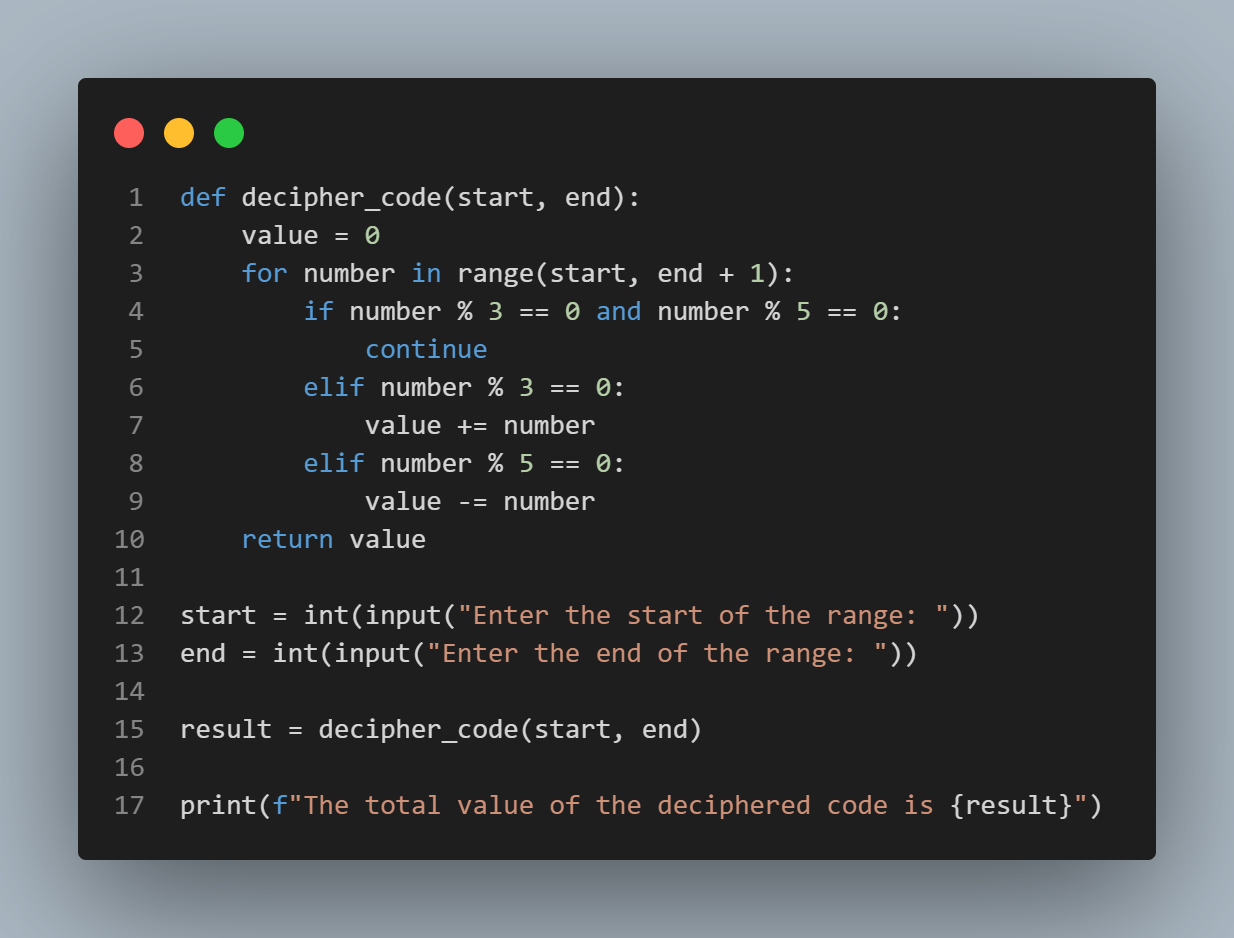 1 def decipher_code(start, end):
2     value = 0
3     for number in range(start, end + 1):
4         if number % 3 == 0 and number % 5 == 0:
5             continue
6         elif number % 3 == 0:
7             value += number
8         elif number % 5 == 0:
9             value -= number
10     return value
11
12 start = int(input("Enter the start of the range: "))
13 end = int(input("Enter the end of the range: "))
14
15 result = decipher_code(start, end)
16
17 print(f"The total value of the deciphered code is {result}")